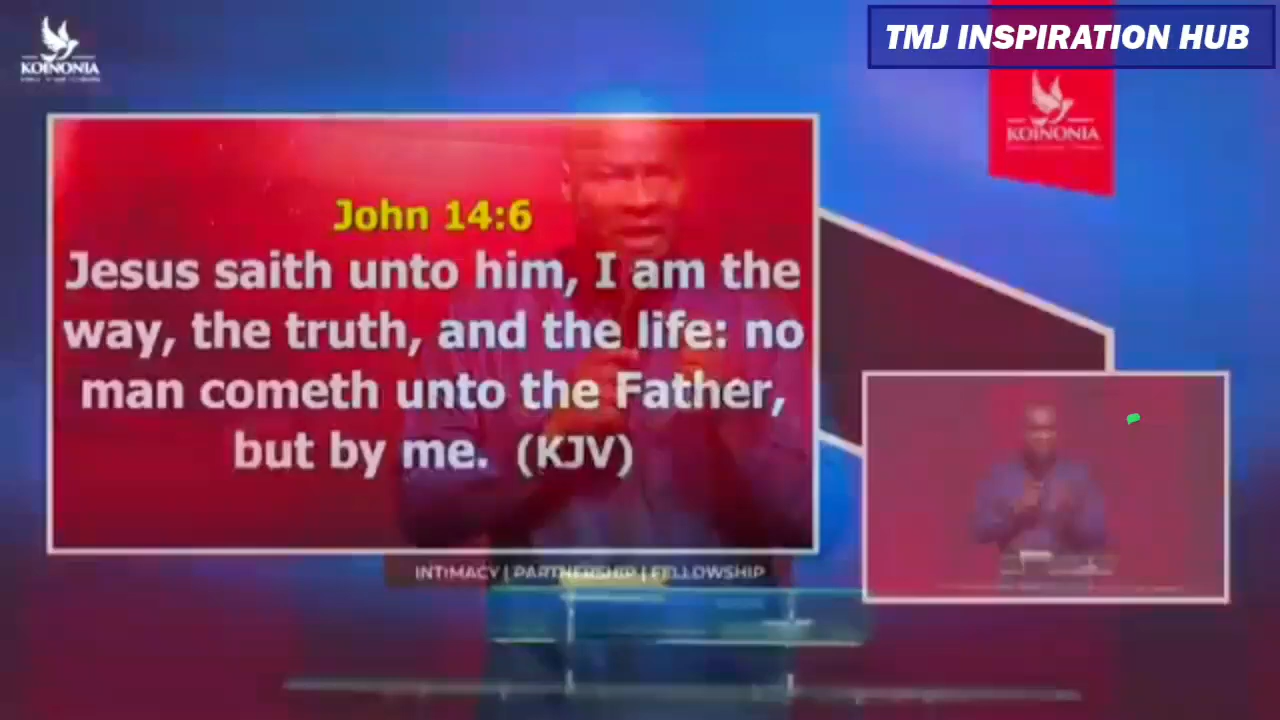 KOINONIA
TMJ INSPIRATION HUB
KOINONIA
John 14:6
Jesus saith unto him, I am the
way, the truth, and the life: no
man cometh unto the Father,
but by me. (KJV)
INTIMACY | PARTNERSHIP | FELLOWSHIP